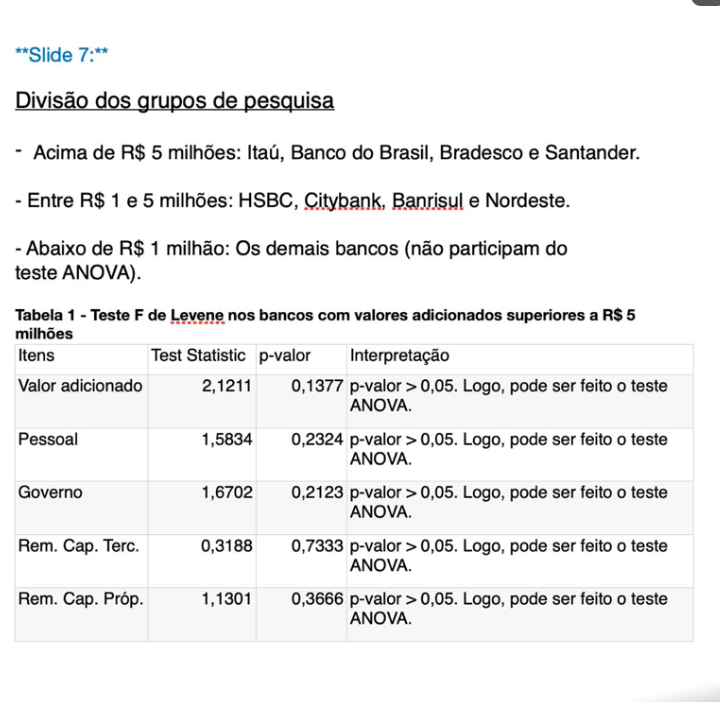 **Slide 7:**
Divisão dos grupos de pesquisa
- Acima de R$ 5 milhões: Itaú, Banco do Brasil, Bradesco e Santander.
- Entre R$ 1 e 5 milhões: HSBC, Citybank, Banrisul e Nordeste.
- Abaixo de R$ 1 milhão: Os demais bancos (não participam do
teste ANOVA).
Tabela 1 - Teste F de Levene nos bancos com valores adicionados superiores a R$ 5
milhões
Itens Test Statistic p-valor Interpretação
Valor adicionado 2,1211 0,1377 p-valor > 0,05. Logo, pode ser feito o teste
ANOVA.
Pessoal 1,5834 0,2324 p-valor > 0,05. Logo, pode ser feito o teste
ANOVA.
Governo 1,6702 0,2123 p-valor > 0,05. Logo, pode ser feito o teste
ANOVA.
Rem. Cap. Terc. 0,3188 0,7333 p-valor > 0,05. Logo, pode ser feito o teste
ANOVA.
Rem. Cap. Próp. 1,1301 0,3666 p-valor > 0,05. Logo, pode ser feito o teste
ANOVA.